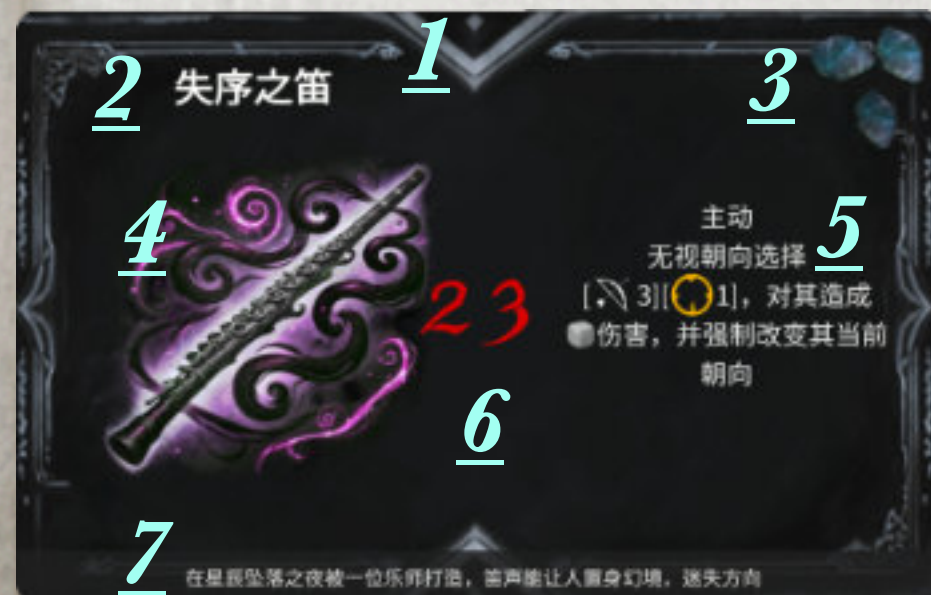 1
2
失序之笛
3
4
主动
5
无视朝向选择
[3][1]，对其造成
伤害，并强制改变其当前
朝向
23
6
7
在星辰坠落之夜被一位乐师打造，笛声能让人置身幻境，迷失方向